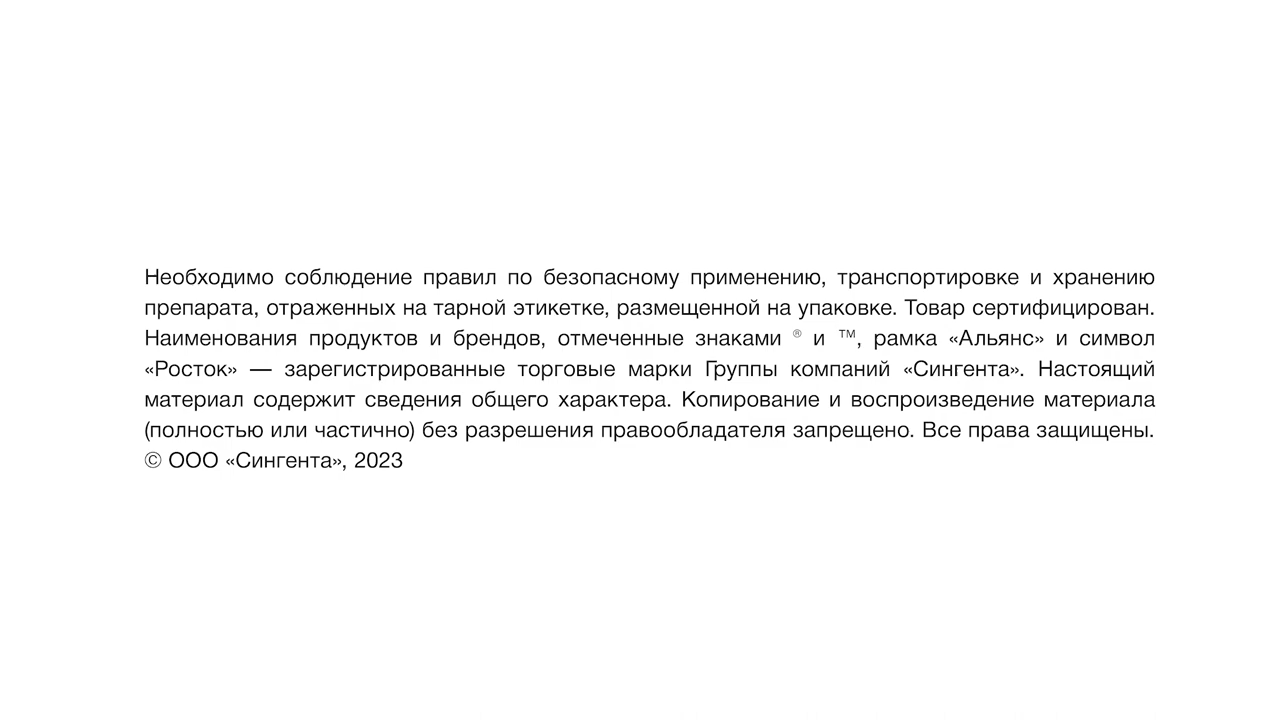 Необходимо соблюдение правил по безопасному применению, транспортировке и хранению
препарата, отраженных на тарной этикетке, размещенной на упаковке. Товар сертифицирован.
Наименования продуктов и брендов, отмеченные знаками ® и ™, рамка «Альянс» и символ
«Росток» — зарегистрированные торговые марки Группы компаний «Сингента». Настоящий
материал содержит сведения общего характера. Копирование и воспроизведение материала
(полностью или частично) без разрешения правообладателя запрещено. Все права защищены.
© ООО «Сингента», 2023